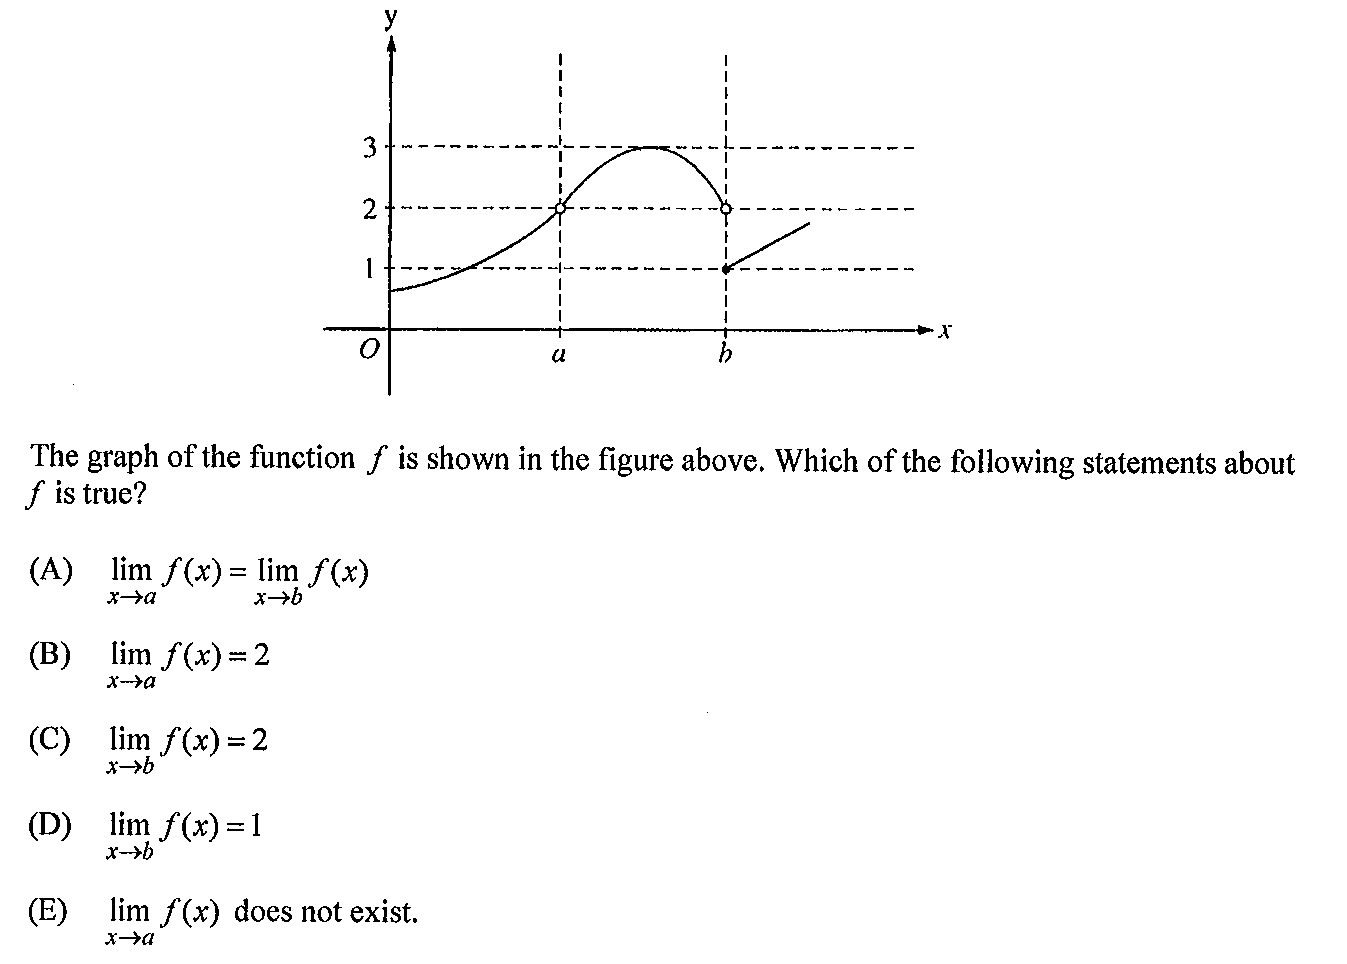 y
3
2
1
O
a
b
x
The graph of the function f is shown in the figure above. Which of the following statements about
f is true?
(A) lim f(x) = lim f(x)
x→a x→b
(B) lim f(x) = 2
x→a
(C) lim f(x) = 2
x→b
(D) lim f(x) = 1
x→b
(E) lim f(x) does not exist.
x→a